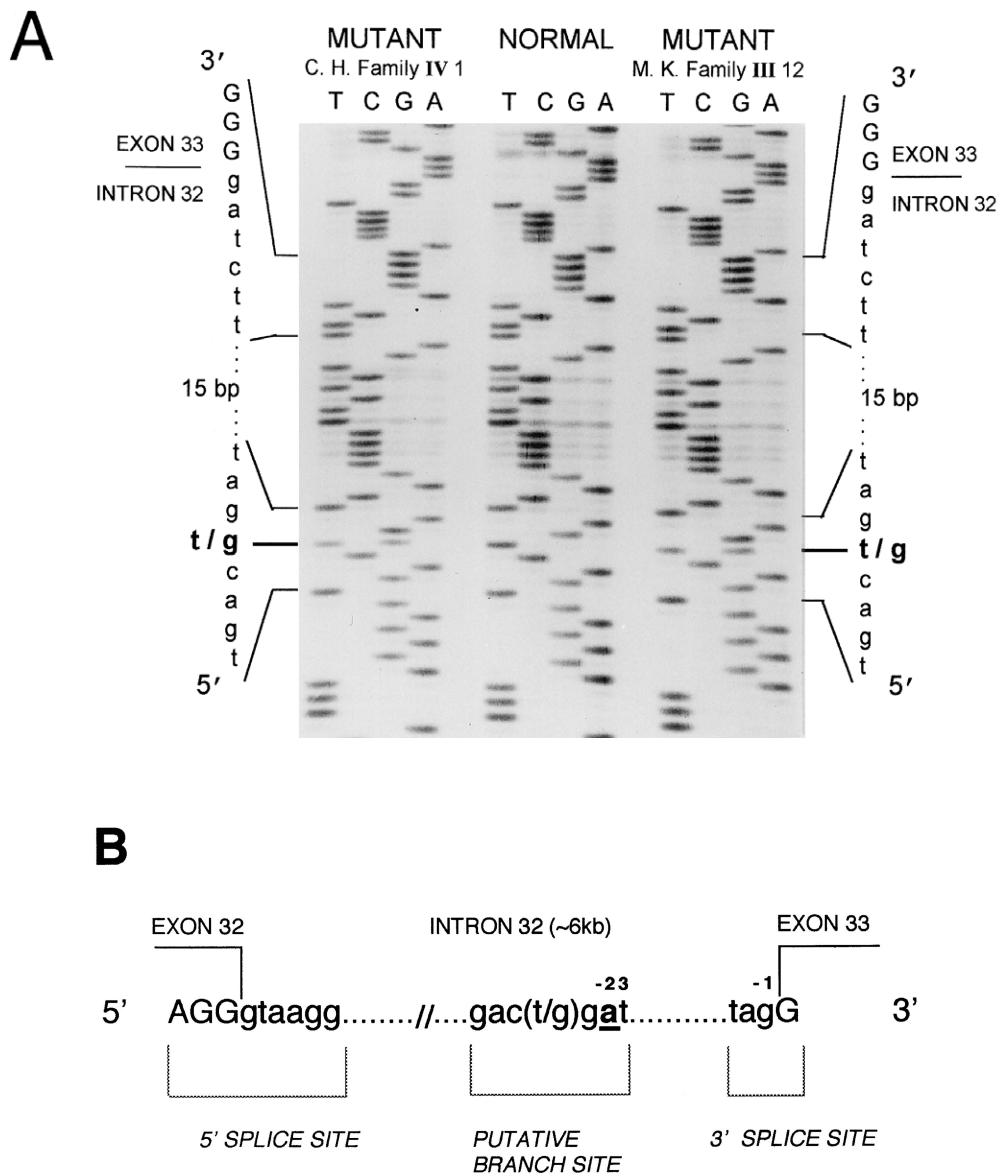 A
MUTANT NORMAL MUTANT
C. H. Family IV 1 M. K. Family III 12
T C G A T C G A T C G A
3′
G
G
G
g
a
t
c
t
t
15 bp
t
a
g
t / g
c
a
g
t
5′
EXON 33
INTRON 32
3′
G
G
G
g
a
t
c
t
t
15 bp
t
a
g
t / g
c
a
g
t
5′
EXON 33
INTRON 32
B
EXON 32 INTRON 32 (~6kb) EXON 33
-23 -1
5’ AGGgtaagg........//....gac(t/g)gat...........tagG 3’
5’ SPLICE SITE PUTATIVE 3’ SPLICE SITE
BRANCH SITE